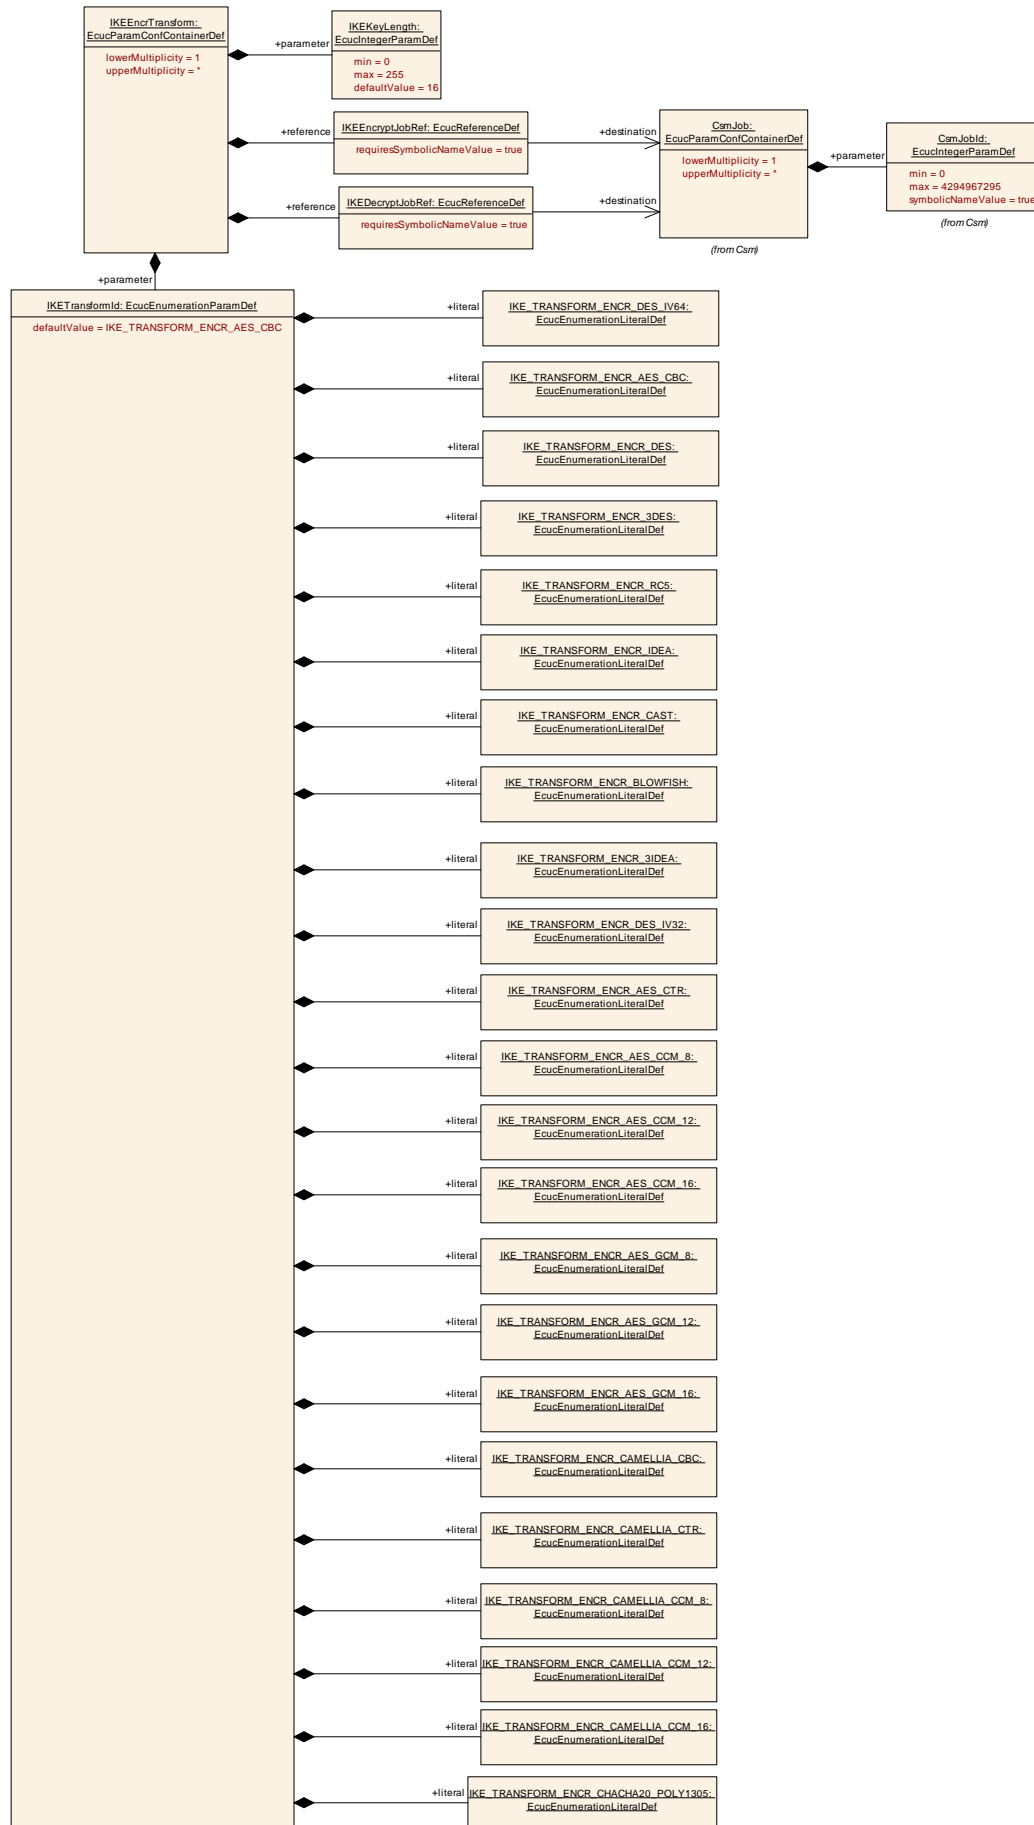 IKEEncrTransform:
EcucParamConfContainerDef
lowerMultiplicity = 1
upperMultiplicity = *
+parameter
IKEKeyLength:
EcucIntegerParamDef
min = 0
max = 255
defaultValue = 16
+reference
IKEEncryptJobRef: EcucReferenceDef
requiresSymbolicNameValue = true
+destination
CsmJob:
EcucParamConfContainerDef
lowerMultiplicity = 1
upperMultiplicity = *
(from Csm)
+parameter
CsmJobId:
EcucIntegerParamDef
min = 0
max = 4294967295
symbolicNameValue = true
(from Csm)
+reference
IKEDecryptJobRef: EcucReferenceDef
requiresSymbolicNameValue = true
+destination
+parameter
IKETransformId: EcucEnumerationParamDef
defaultValue = IKE_TRANSFORM_ENCR_AES_CBC
+literal
IKE_TRANSFORM_ENCR_DES_IV64:
EcucEnumerationLiteralDef
+literal
IKE_TRANSFORM_ENCR_AES_CBC:
EcucEnumerationLiteralDef
+literal
IKE_TRANSFORM_ENCR_DES:
EcucEnumerationLiteralDef
+literal
IKE_TRANSFORM_ENCR_3DES:
EcucEnumerationLiteralDef
+literal
IKE_TRANSFORM_ENCR_RC5:
EcucEnumerationLiteralDef
+literal
IKE_TRANSFORM_ENCR_IDEA:
EcucEnumerationLiteralDef
+literal
IKE_TRANSFORM_ENCR_CAST:
EcucEnumerationLiteralDef
+literal
IKE_TRANSFORM_ENCR_BLOWFISH:
EcucEnumerationLiteralDef
+literal
IKE_TRANSFORM_ENCR_3IDEA:
EcucEnumerationLiteralDef
+literal
IKE_TRANSFORM_ENCR_DES_IV32:
EcucEnumerationLiteralDef
+literal
IKE_TRANSFORM_ENCR_AES_CTR:
EcucEnumerationLiteralDef
+literal
IKE_TRANSFORM_ENCR_AES_CCM_8:
EcucEnumerationLiteralDef
+literal
IKE_TRANSFORM_ENCR_AES_CCM_12:
EcucEnumerationLiteralDef
+literal
IKE_TRANSFORM_ENCR_AES_CCM_16:
EcucEnumerationLiteralDef
+literal
IKE_TRANSFORM_ENCR_AES_GCM_8:
EcucEnumerationLiteralDef
+literal
IKE_TRANSFORM_ENCR_AES_GCM_12:
EcucEnumerationLiteralDef
+literal
IKE_TRANSFORM_ENCR_AES_GCM_16:
EcucEnumerationLiteralDef
+literal
IKE_TRANSFORM_ENCR_CAMELLIA_CBC:
EcucEnumerationLiteralDef
+literal
IKE_TRANSFORM_ENCR_CAMELLIA_CTR:
EcucEnumerationLiteralDef
+literal
IKE_TRANSFORM_ENCR_CAMELLIA_CCM_8:
EcucEnumerationLiteralDef
+literal
IKE_TRANSFORM_ENCR_CAMELLIA_CCM_12:
EcucEnumerationLiteralDef
+literal
IKE_TRANSFORM_ENCR_CAMELLIA_CCM_16:
EcucEnumerationLiteralDef
+literal
IKE_TRANSFORM_ENCR_CHACHA20_POLY1305:
EcucEnumerationLiteralDef